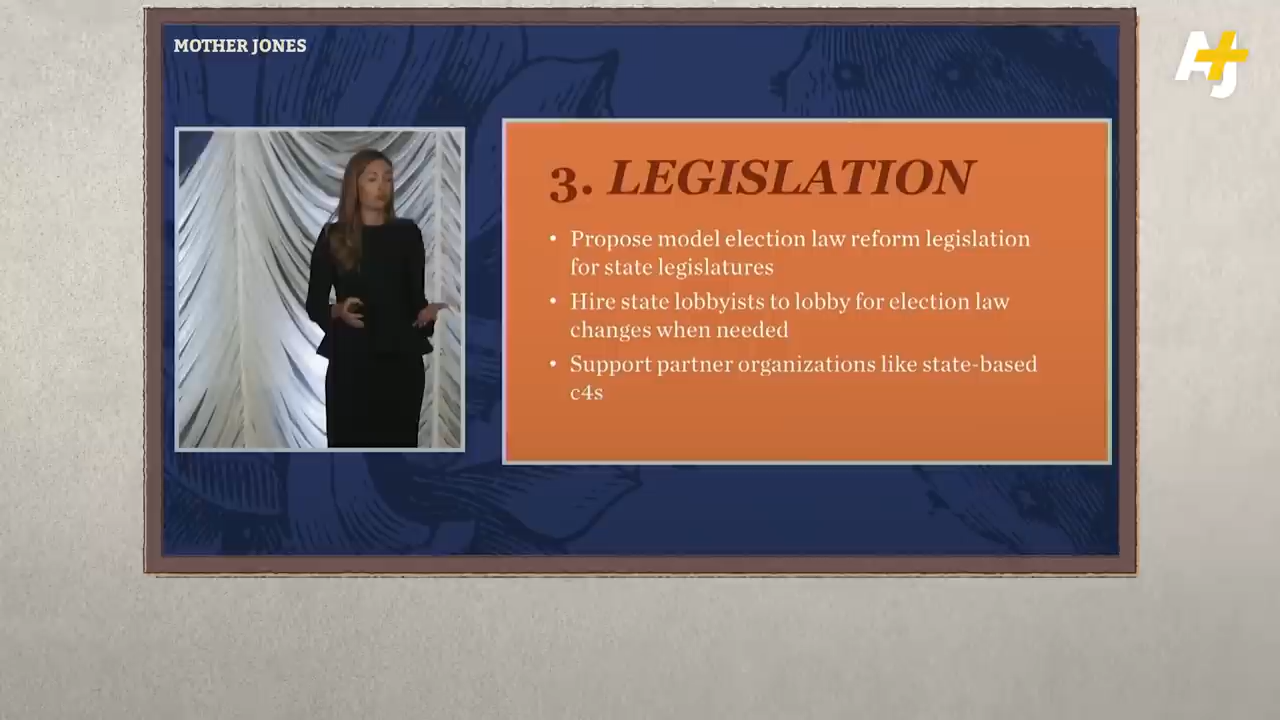 MOTHER JONES
AJ+
3. LEGISLATION
• Propose model election law reform legislation
for state legislatures
• Hire state lobbyists to lobby for election law
changes when needed
• Support partner organizations like state-based
c4s